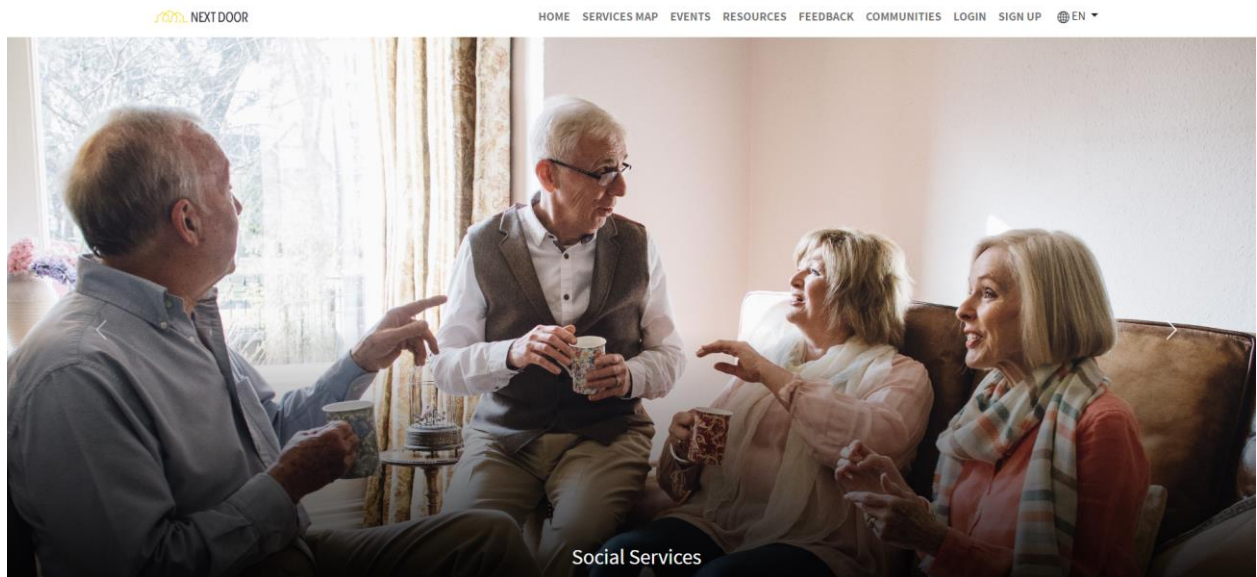 NEXT DOOR
HOME SERVICES MAP EVENTS RESOURCES FEEDBACK COMMUNITIES LOGIN SIGN UP EN
Social Services